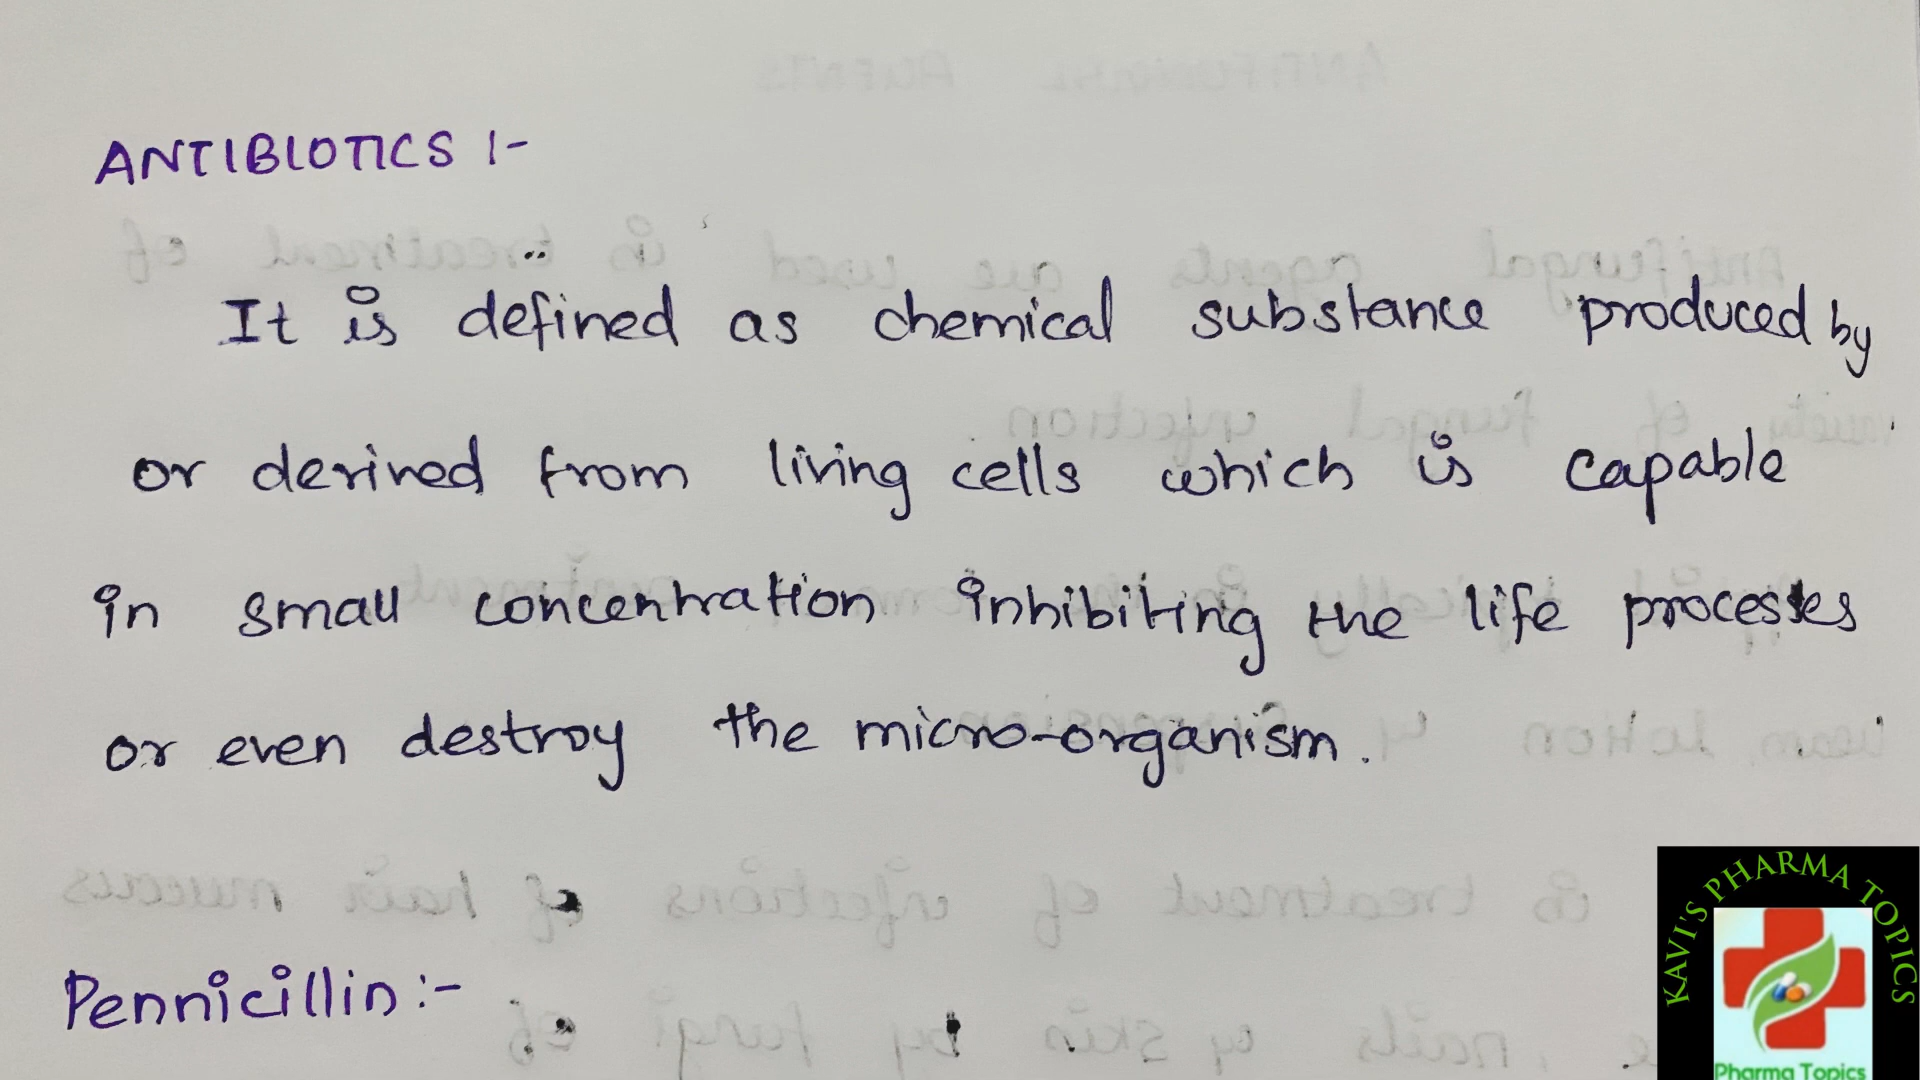 ANTIBIOTICS :-
It is defined as chemical substance produced by
or derived from living cells which is capable
in small concentration inhibiting the life processes
or even destroy the micro-organism.
Pennicillin :-
KAVI'S PHARMA TOPICS
Pharma Topics